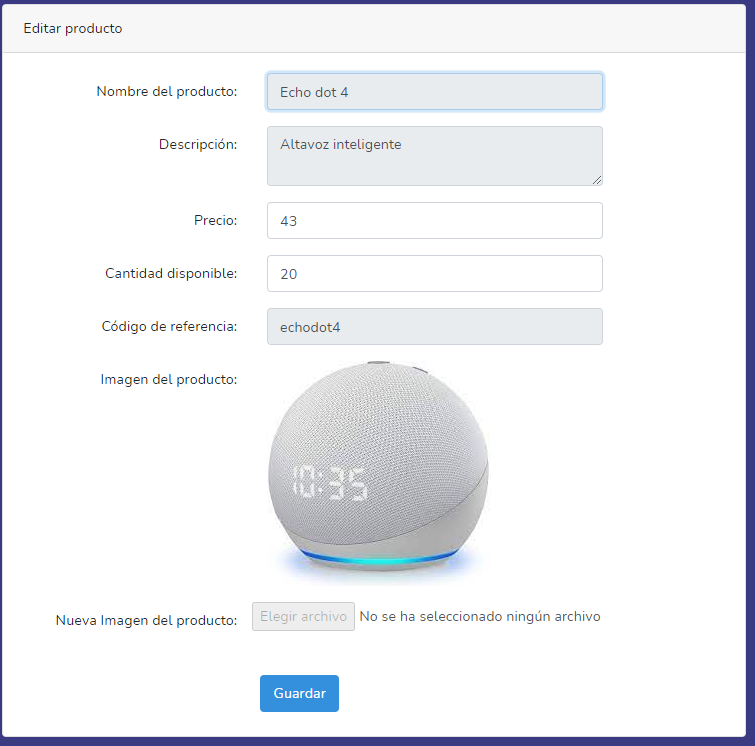 Editar producto
Nombre del producto: Echo dot 4
Descripción: Altavoz inteligente
Precio: 43
Cantidad disponible: 20
Código de referencia: echodot4
Imagen del producto:
10:35
Nueva Imagen del producto: Elegir archivo No se ha seleccionado ningún archivo
Guardar